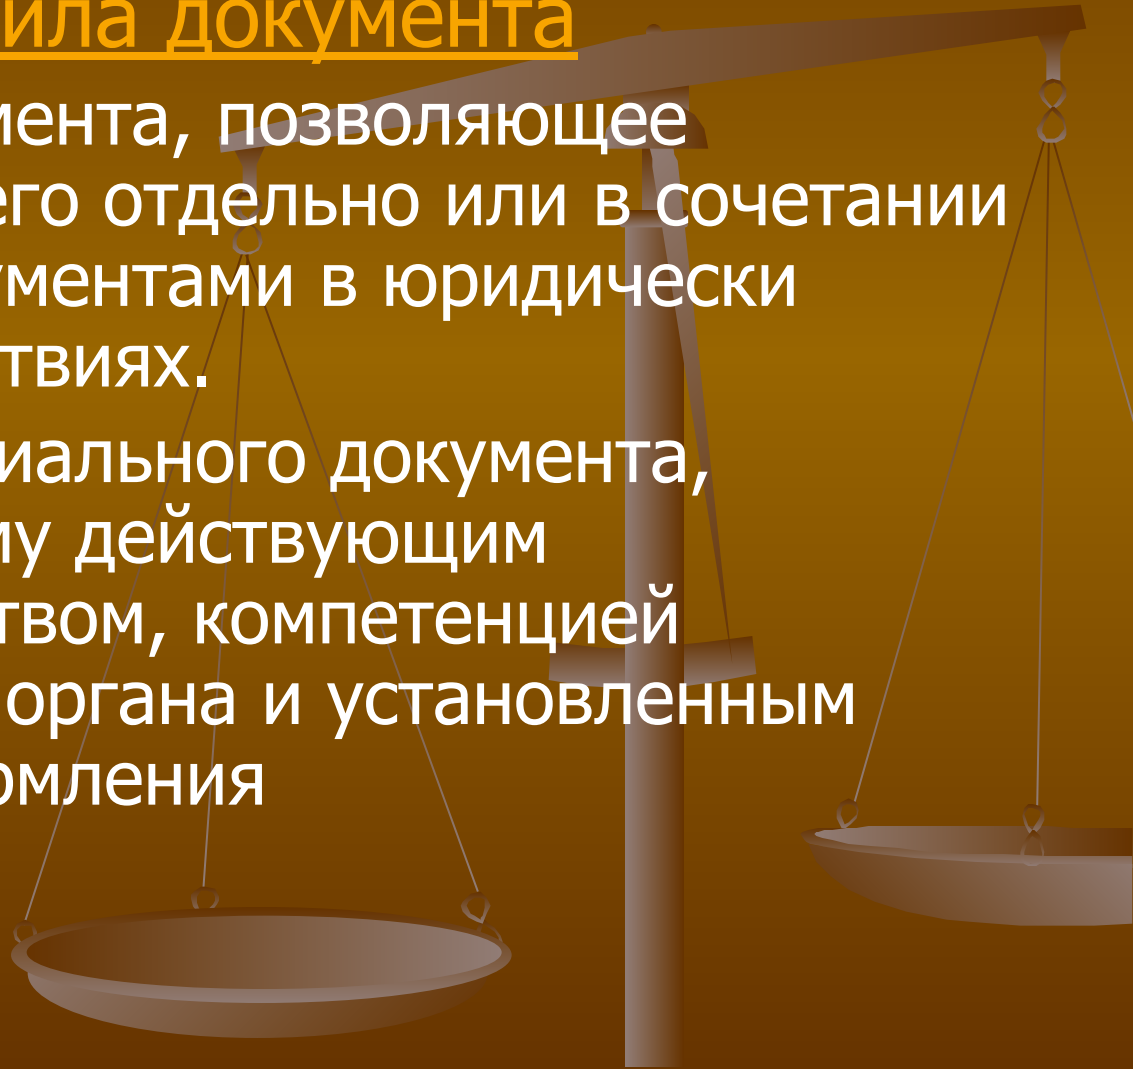 ила документа
мента, позволяющее
его отдельно или в сочетании
ументами в юридически
твиях.
иального документа,
му действующим
твом, компетенцией
органа и установленным
рмления